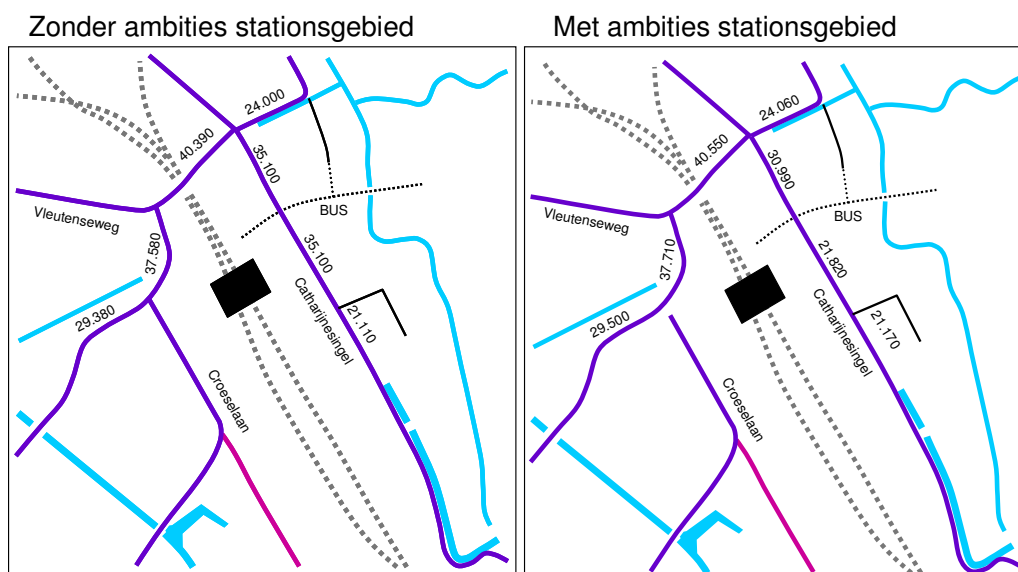 Zonder ambities stationsgebied
24.000
40.390
35.100
Vleutenseweg
BUS
37.580
35.100
29.380
Catharijnesingel
21.110
Croeselaan
Met ambities stationsgebied
24.060
40.550
30.990
Vleutenseweg
BUS
37.710
21.820
29.500
Catharijnesingel
21.170
Croeselaan